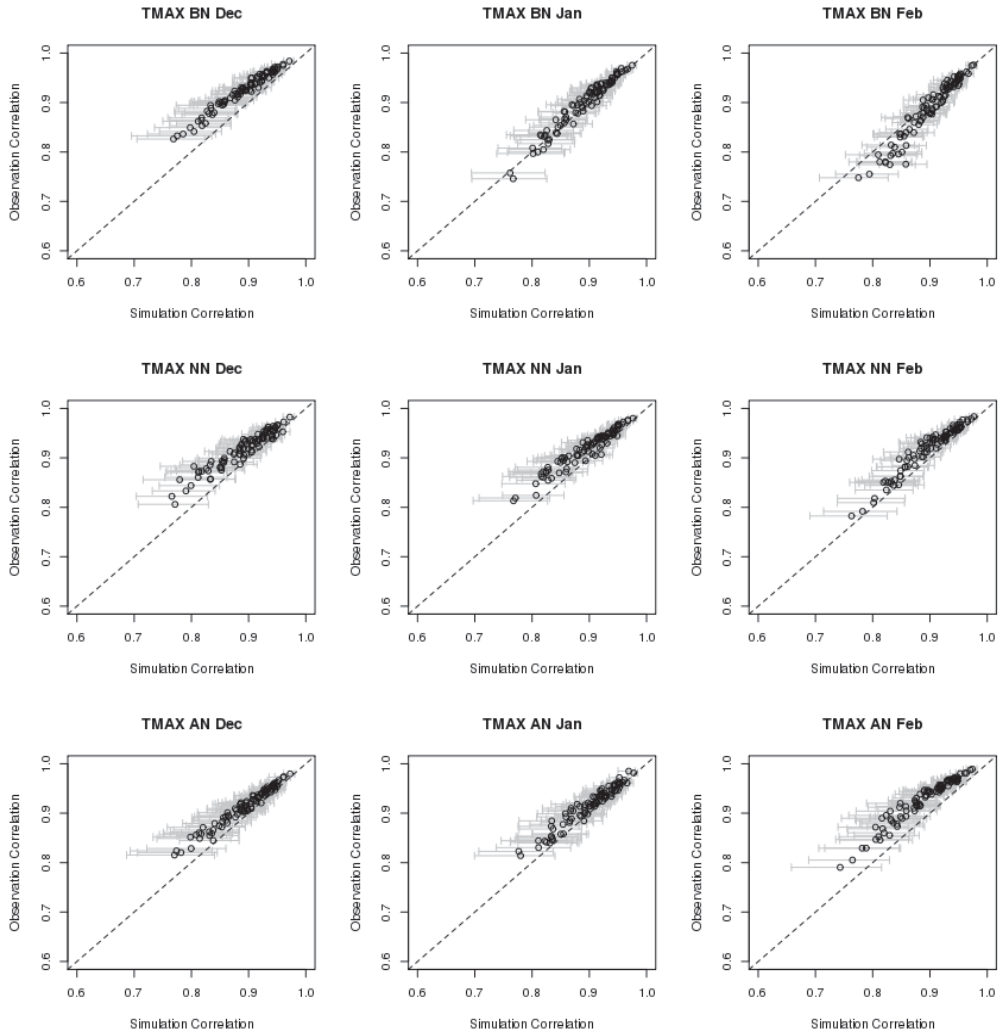 TMAX BN Dec
TMAX BN Jan
TMAX BN Feb
Observation Correlation
1.0
0.9
0.8
0.7
0.6
0.6 0.7 0.8 0.9 1.0
Simulation Correlation
Observation Correlation
1.0
0.9
0.8
0.7
0.6
0.6 0.7 0.8 0.9 1.0
Simulation Correlation
Observation Correlation
1.0
0.9
0.8
0.7
0.6
0.6 0.7 0.8 0.9 1.0
Simulation Correlation
TMAX NN Dec
TMAX NN Jan
TMAX NN Feb
Observation Correlation
1.0
0.9
0.8
0.7
0.6
0.6 0.7 0.8 0.9 1.0
Simulation Correlation
Observation Correlation
1.0
0.9
0.8
0.7
0.6
0.6 0.7 0.8 0.9 1.0
Simulation Correlation
Observation Correlation
1.0
0.9
0.8
0.7
0.6
0.6 0.7 0.8 0.9 1.0
Simulation Correlation
TMAX AN Dec
TMAX AN Jan
TMAX AN Feb
Observation Correlation
1.0
0.9
0.8
0.7
0.6
0.6 0.7 0.8 0.9 1.0
Simulation Correlation
Observation Correlation
1.0
0.9
0.8
0.7
0.6
0.6 0.7 0.8 0.9 1.0
Simulation Correlation
Observation Correlation
1.0
0.9
0.8
0.7
0.6
0.6 0.7 0.8 0.9 1.0
Simulation Correlation